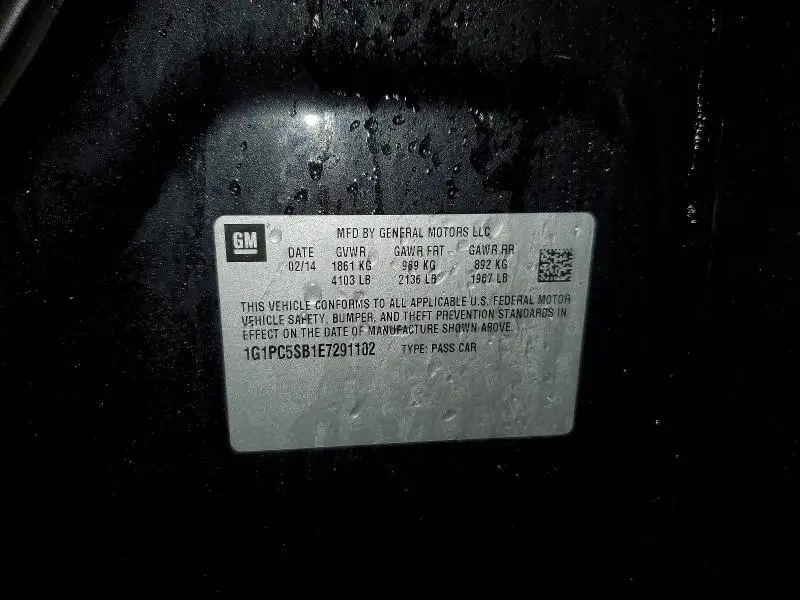 GM
MFD BY GENERAL MOTORS LLC
DATE GVWR GAWR FRT GAWR RR
02/14 1861 KG 969 KG 892 KG
4103 LB 2136 LB 1967 LB
THIS VEHICLE CONFORMS TO ALL APPLICABLE U.S. FEDERAL MOTOR
VEHICLE SAFETY, BUMPER, AND THEFT PREVENTION STANDARDS IN
EFFECT ON THE DATE OF MANUFACTURE SHOWN ABOVE.
1G1PC5SB1E7291102 TYPE: PASS CAR